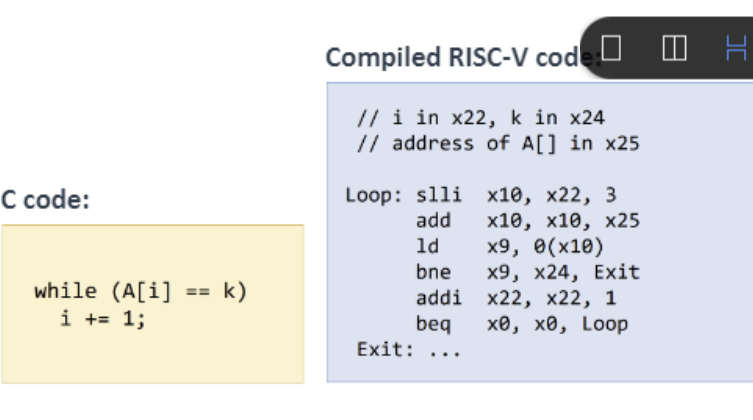 Compiled RISC-V code:
// i in x22, k in x24
// address of A[] in x25
Loop: slli x10, x22, 3
add x10, x10, x25
ld x9, 0(x10)
bne x9, x24, Exit
addi x22, x22, 1
beq x0, x0, Loop
Exit: ...
C code:
while (A[i] == k)
i += 1;